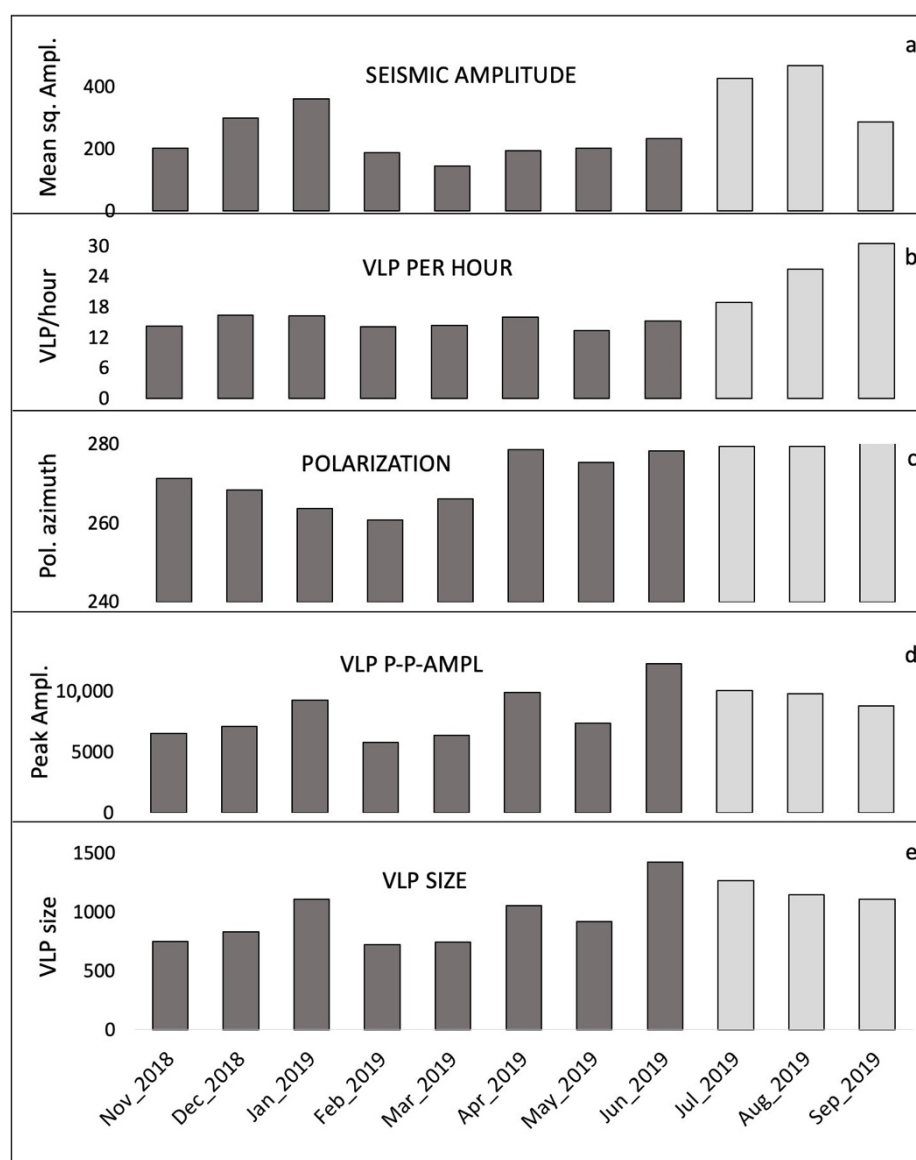 a
SEISMIC AMPLITUDE
Mean sq. Ampl.
400
200
0
b
VLP PER HOUR
VLP/hour
30
24
18
12
6
0
c
POLARIZATION
Pol. azimuth
280
260
240
d
VLP P-P-AMPL
Peak Ampl.
10,000
5000
0
e
VLP SIZE
VLP size
1500
1000
500
0
Nov_2018
Dec_2018
Jan_2019
Feb_2019
Mar_2019
Apr_2019
May_2019
Jun_2019
Jul_2019
Aug_2019
Sep_2019